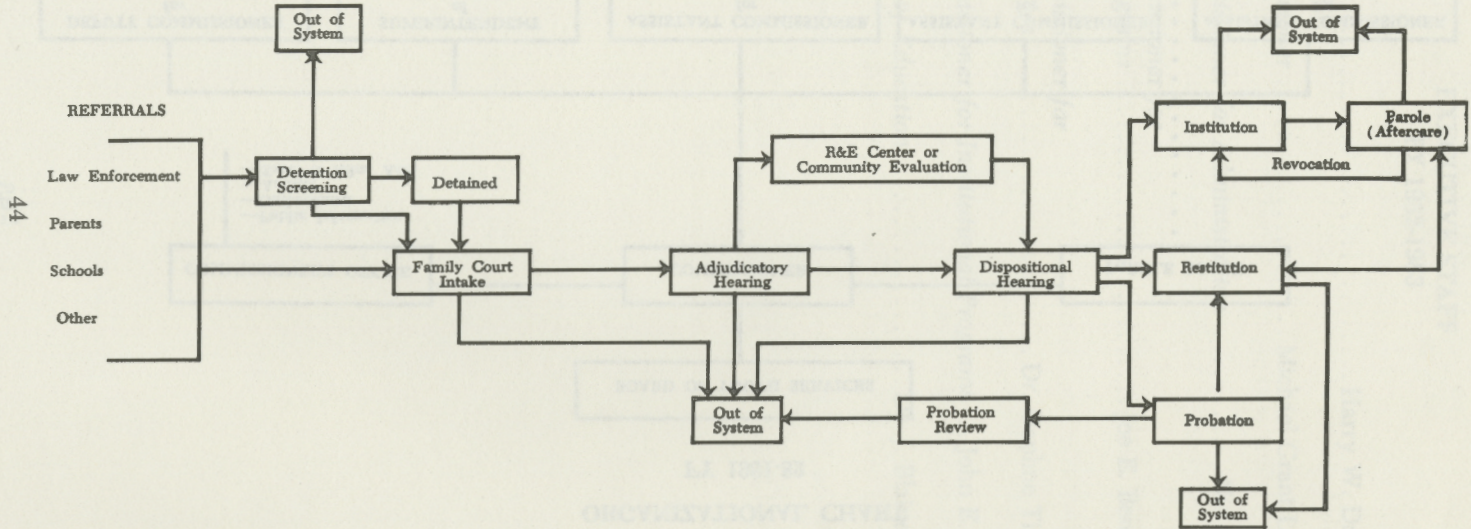 Out of
System
Out of
System
REFERRALS
Law Enforcement
Parents
Schools
Other
Detention
Screening
Detained
Family Court
Intake
Adjudicatory
Hearing
R&E Center or
Community Evaluation
Dispositional
Hearing
Institution
Parole
(Aftercare)
Revocation
Restitution
Out of
System
Probation
Review
Probation
Out of
System
44